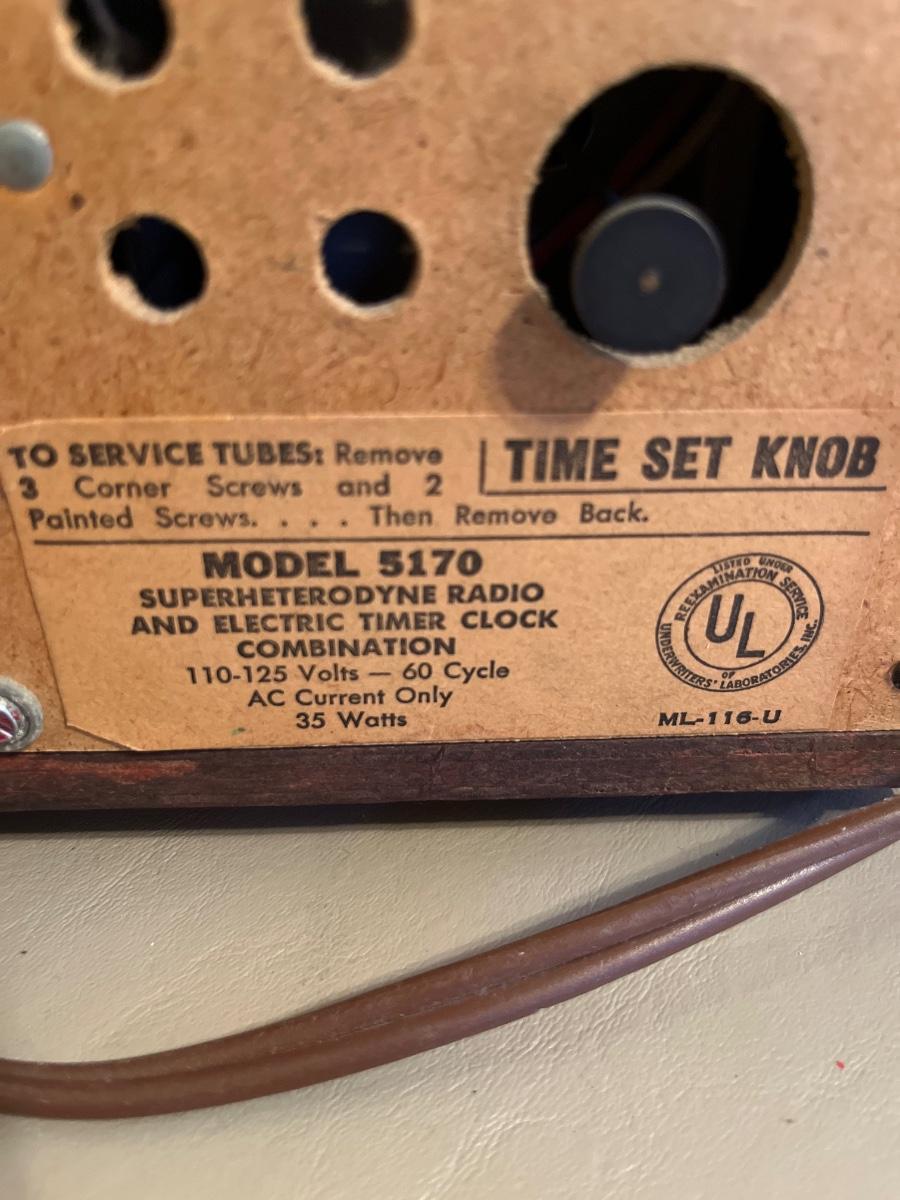 TO SERVICE TUBES: Remove
3 Corner Screws and 2
Painted Screws. . . . Then Remove Back.
TIME SET KNOB
MODEL 5170
SUPERHETERODYNE RADIO
AND ELECTRIC TIMER CLOCK
COMBINATION
110-125 Volts — 60 Cycle
AC Current Only
35 Watts
LISTED UNDER
REEXAMINATION SERVICE
UL
OF
UNDERWRITERS' LABORATORIES, INC.
ML-116-U